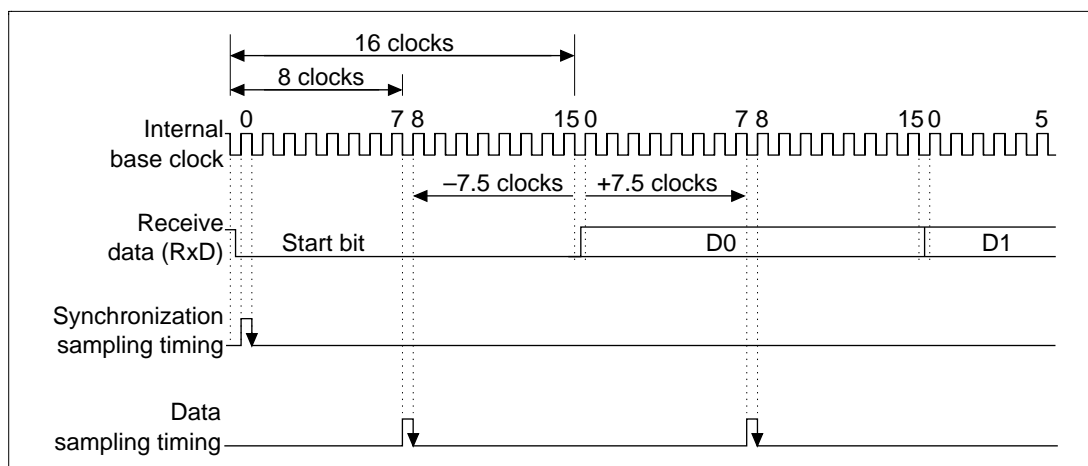 16 clocks
8 clocks
0 7 8 15 0 7 8 15 0 5
Internal
base clock
–7.5 clocks +7.5 clocks
Receive
data (RxD)
Start bit D0 D1
Synchronization
sampling timing
Data
sampling timing